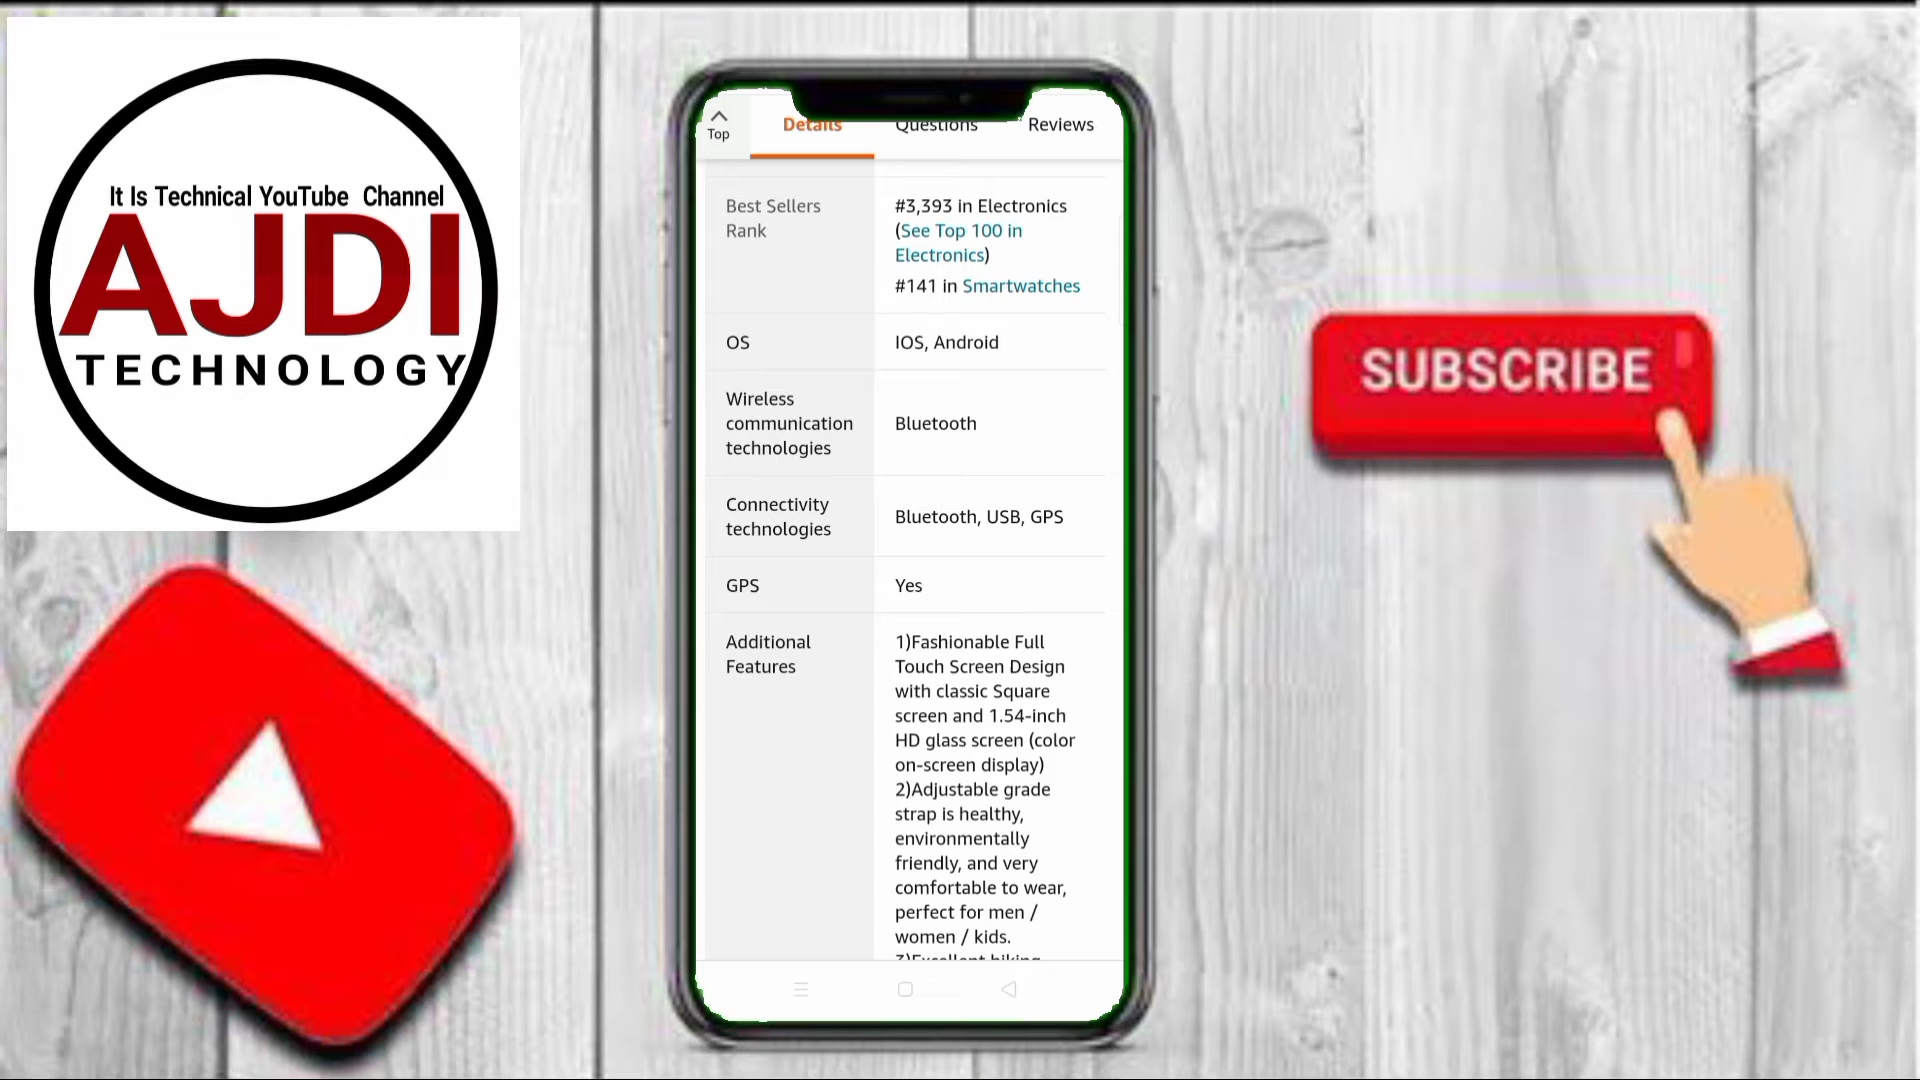 It Is Technical YouTube Channel
AJDI
TECHNOLOGY
Top
Details
Questions
Reviews
Best Sellers
Rank
#3,393 in Electronics
(See Top 100 in
Electronics)
#141 in Smartwatches
OS
IOS, Android
Wireless
communication
technologies
Bluetooth
Connectivity
technologies
Bluetooth, USB, GPS
GPS
Yes
Additional
Features
1)Fashionable Full
Touch Screen Design
with classic Square
screen and 1.54-inch
HD glass screen (color
on-screen display)
2)Adjustable grade
strap is healthy,
environmentally
friendly, and very
comfortable to wear,
perfect for men /
women / kids.
SUBSCRIBE